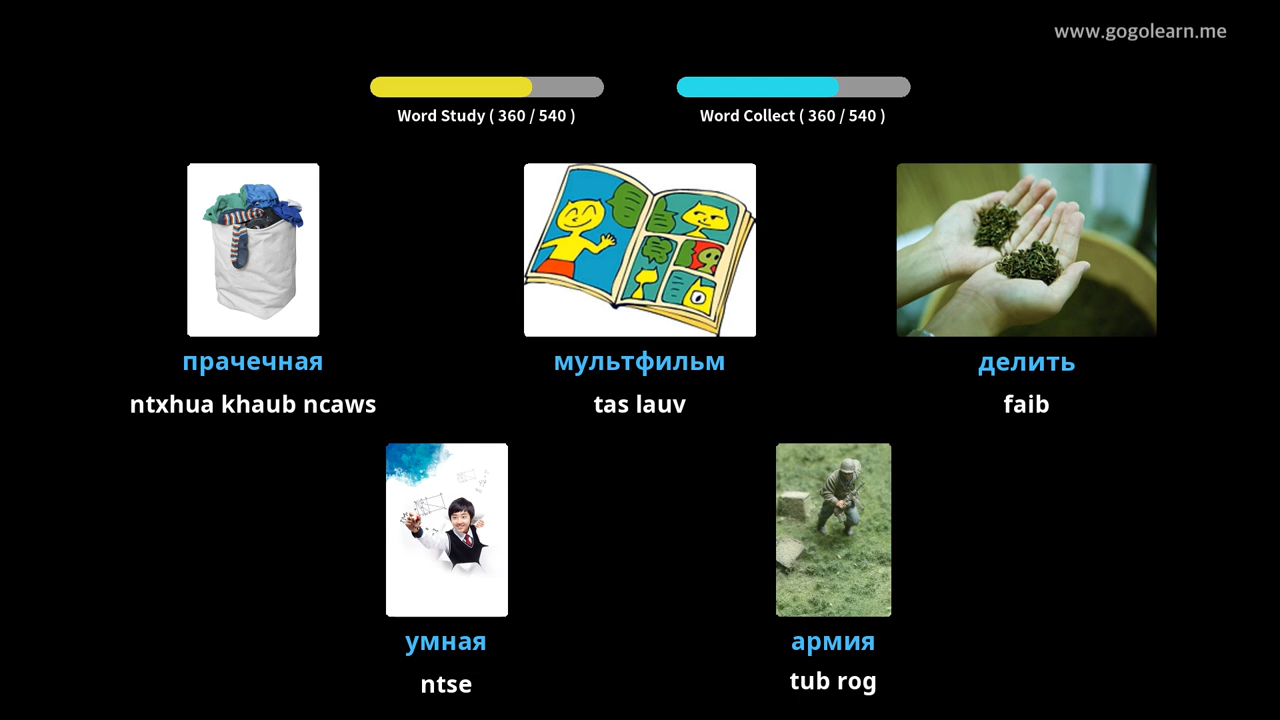 www.gogolearn.me
Word Study ( 360 / 540 )
Word Collect ( 360 / 540 )
прачечная
мультфильм
делить
ntxhua khaub ncaws
tas lauv
faib
умная
армия
ntse
tub rog